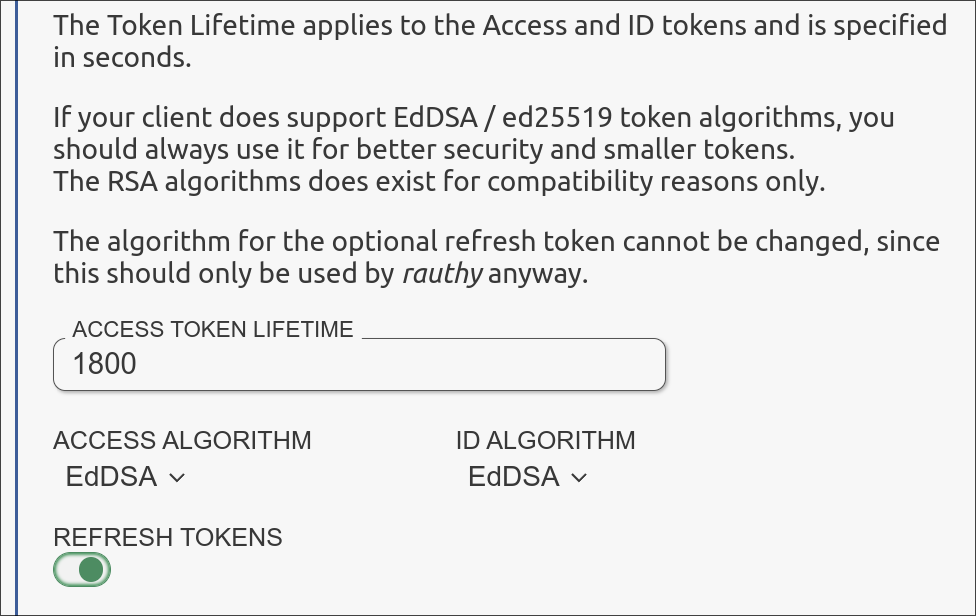 The Token Lifetime applies to the Access and ID tokens and is specified
in seconds.
If your client does support EdDSA / ed25519 token algorithms, you
should always use it for better security and smaller tokens.
The RSA algorithms does exist for compatibility reasons only.
The algorithm for the optional refresh token cannot be changed, since
this should only be used by rauthy anyway.
ACCESS TOKEN LIFETIME
1800
ACCESS ALGORITHM ID ALGORITHM
EdDSA EdDSA
REFRESH TOKENS